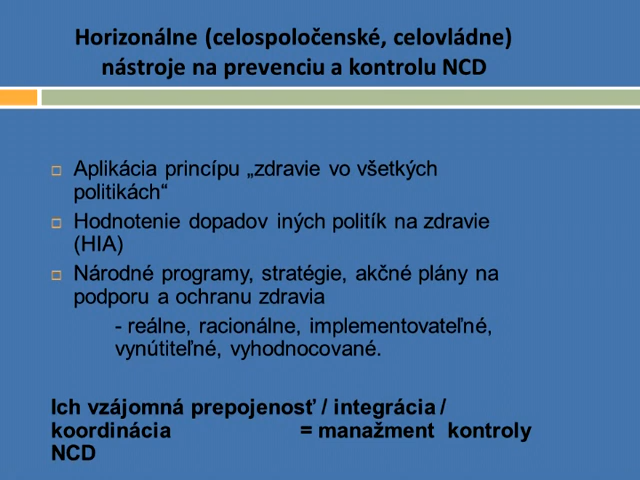 Horizonálne (celospoločenské, celovládne)
nástroje na prevenciu a kontrolu NCD
Aplikácia princípu „zdravie vo všetkých
politikách“
Hodnotenie dopadov iných politík na zdravie
(HIA)
Národné programy, stratégie, akčné plány na
podporu a ochranu zdravia
- reálne, racionálne, implementovateľné,
vynútiteľné, vyhodnocované.
Ich vzájomná prepojenosť / integrácia /
koordinácia = manažment kontroly
NCD